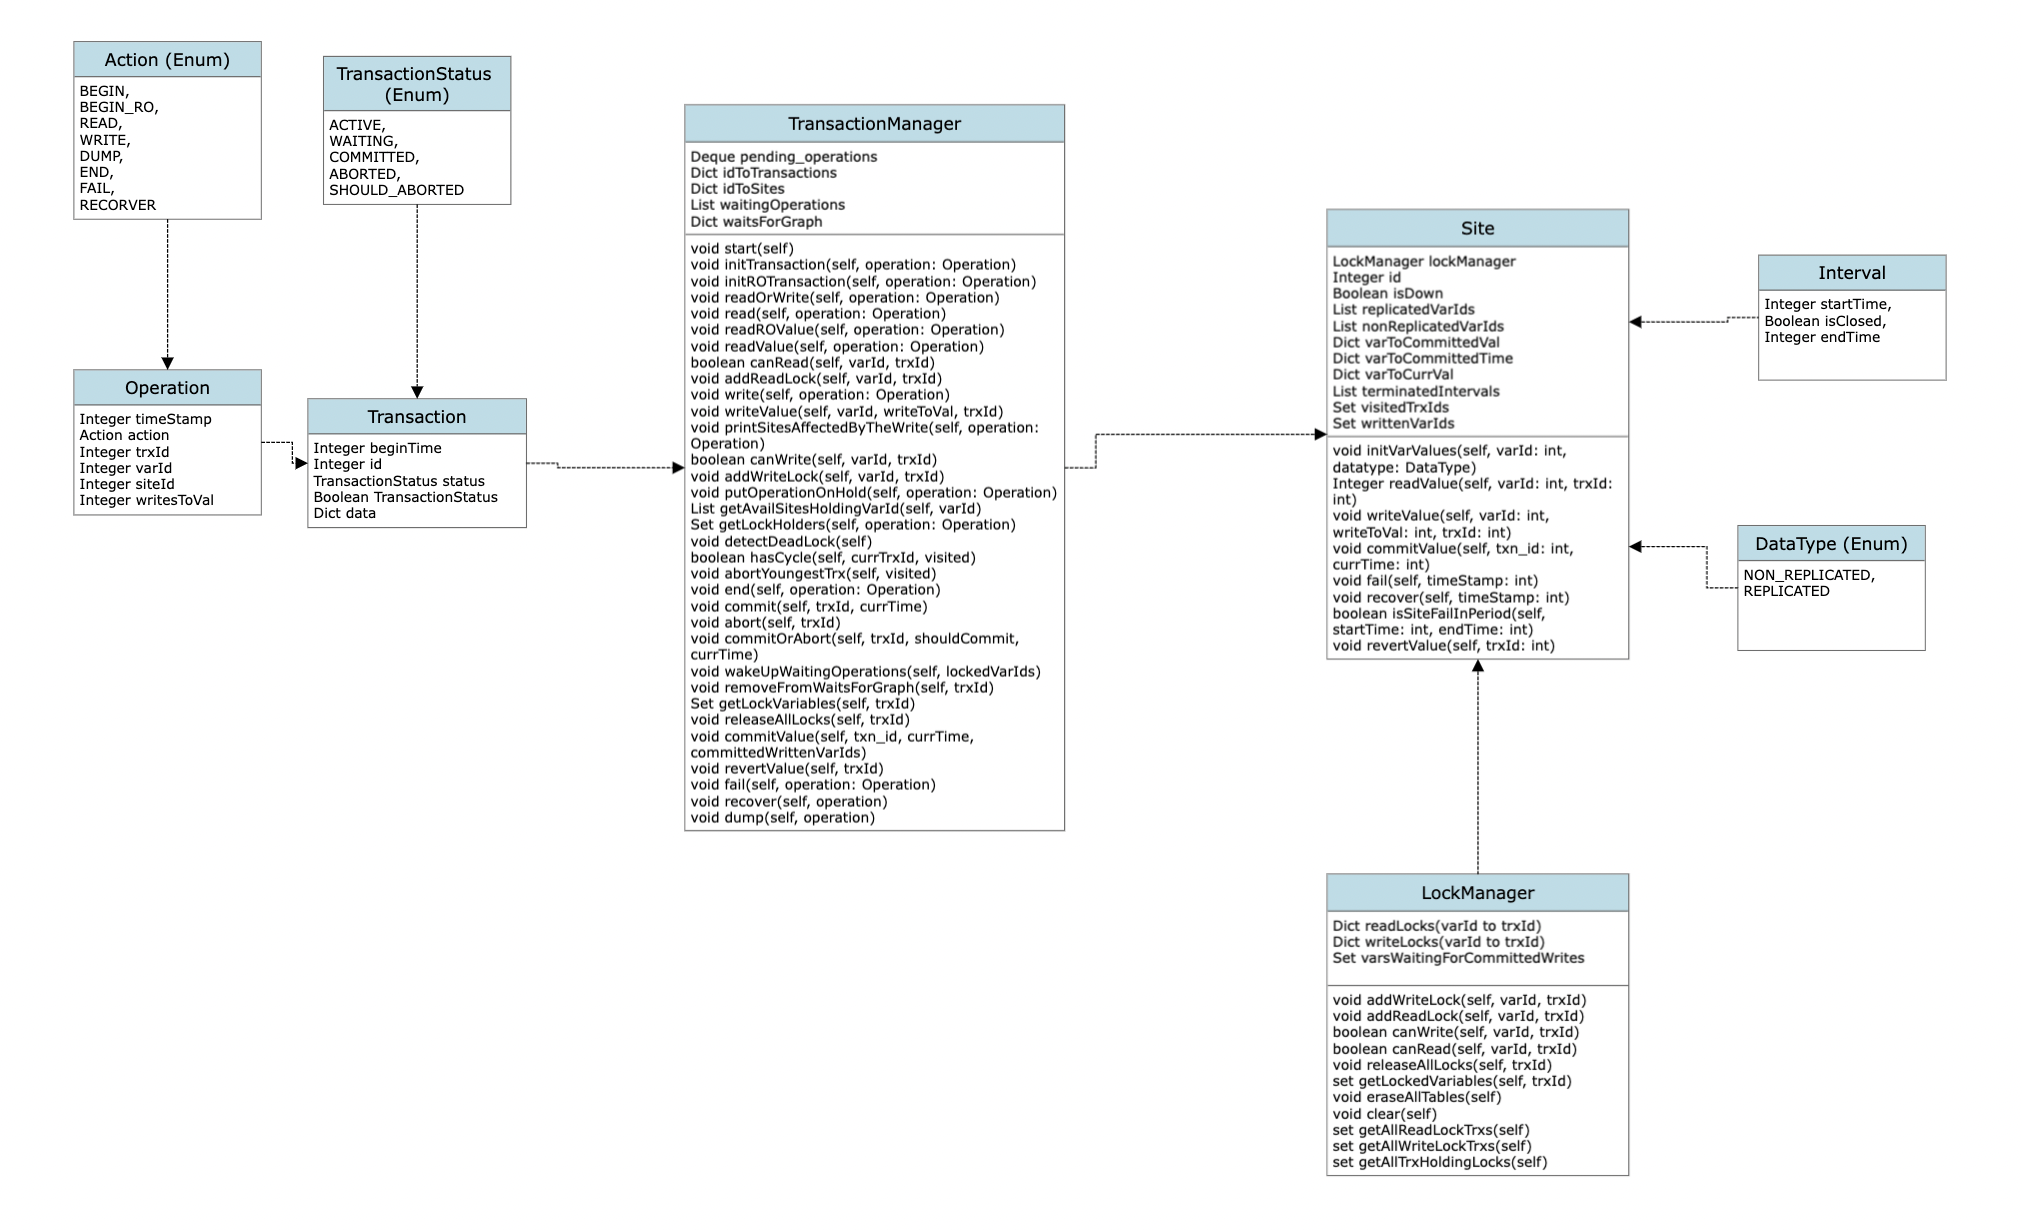 Action (Enum)
BEGIN,
BEGIN_RO,
READ,
WRITE,
DUMP,
END,
FAIL,
RECORVER
TransactionStatus
(Enum)
ACTIVE,
WAITING,
COMMITTED,
ABORTED,
SHOULD_ABORTED
Operation
Integer timeStamp
Action action
Integer trxId
Integer varId
Integer siteId
Integer writesToVal
Transaction
Integer beginTime
Integer id
TransactionStatus status
Boolean TransactionStatus
Dict data
TransactionManager
Deque pending_operations
Dict idToTransactions
Dict idToSites
List waitingOperations
Dict waitsForGraph
void start(self)
void initTransaction(self, operation: Operation)
void initROTransaction(self, operation: Operation)
void readOrWrite(self, operation: Operation)
void read(self, operation: Operation)
void readROValue(self, operation: Operation)
void readValue(self, operation: Operation)
boolean canRead(self, varId, trxId)
void addReadLock(self, varId, trxId)
void write(self, operation: Operation)
void writeValue(self, varId, writeToVal, trxId)
void printSitesAffectedByTheWrite(self, operation:
Operation)
boolean canWrite(self, varId, trxId)
void addWriteLock(self, varId, trxId)
void putOperationOnHold(self, operation: Operation)
List getAvailSitesHoldingVarId(self, varId)
Set getLockHolders(self, operation: Operation)
void detectDeadLock(self)
boolean hasCycle(self, currTrxId, visited)
void abortYoungestTrx(self, visited)
void end(self, operation: Operation)
void commit(self, trxId, currTime)
void abort(self, trxId)
void commitOrAbort(self, trxId, shouldCommit,
currTime)
void wakeUpWaitingOperations(self, lockedVarIds)
void removeFromWaitsForGraph(self, trxId)
Set getLockVariables(self, trxId)
void releaseAllLocks(self, trxId)
void commitValue(self, txn_id, currTime,
committedWrittenVarIds)
void revertValue(self, trxId)
void fail(self, operation: Operation)
void recover(self, operation)
void dump(self, operation)
Site
LockManager lockManager
Integer id
Boolean isDown
List replicatedVarIds
List nonReplicatedVarIds
Dict varToCommittedVal
Dict varToCommittedTime
Dict varToCurrVal
List terminatedIntervals
Set visitedTrxIds
Set writtenVarIds
void initVarValues(self, varId: int,
datatype: DataType)
Integer readValue(self, varId: int, trxId:
int)
void writeValue(self, varId: int,
writeToVal: int, trxId: int)
void commitValue(self, txn_id: int,
currTime: int)
void fail(self, timeStamp: int)
void recover(self, timeStamp: int)
boolean isSiteFailInPeriod(self,
startTime: int, endTime: int)
void revertValue(self, trxId: int)
Interval
Integer startTime,
Boolean isClosed,
Integer endTime
DataType (Enum)
NON_REPLICATED,
REPLICATED
LockManager
Dict readLocks(varId to trxId)
Dict writeLocks(varId to trxId)
Set varsWaitingForCommittedWrites
void addWriteLock(self, varId, trxId)
void addReadLock(self, varId, trxId)
boolean canWrite(self, varId, trxId)
boolean canRead(self, varId, trxId)
void releaseAllLocks(self, trxId)
set getLockedVariables(self, trxId)
void eraseAllTables(self)
void clear(self)
set getAllReadLockTrxs(self)
set getAllWriteLockTrxs(self)
set getAllTrxHoldingLocks(self)